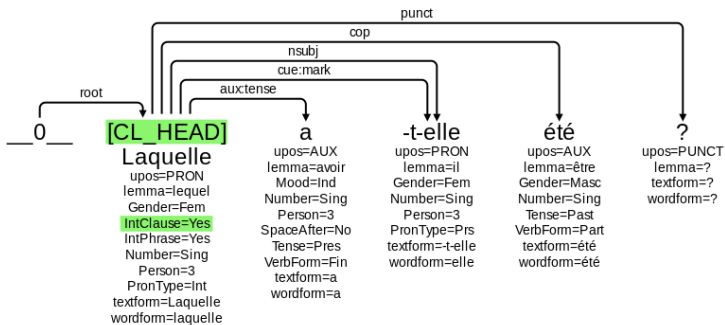 punct
cop
nsubj
cue:mark
root
aux:tense
__0__ [CL_HEAD] a -t-elle été ?
Laquelle
upos=PRON
lemma=lequel
Gender=Fem
IntClause=Yes
IntPhrase=Yes
Number=Sing
Person=3
PronType=Int
textform=Laquelle
wordform=laquelle
upos=AUX
lemma=avoir
Mood=Ind
Number=Sing
Person=3
SpaceAfter=No
Tense=Pres
VerbForm=Fin
textform=a
wordform=a
upos=PRON
lemma=il
Gender=Fem
Number=Sing
Person=3
PronType=Prs
textform=-t-elle
wordform=elle
upos=AUX
lemma=être
Gender=Masc
Number=Sing
Tense=Past
VerbForm=Part
textform=été
wordform=été
upos=PUNCT
lemma=?
textform=?
wordform=?